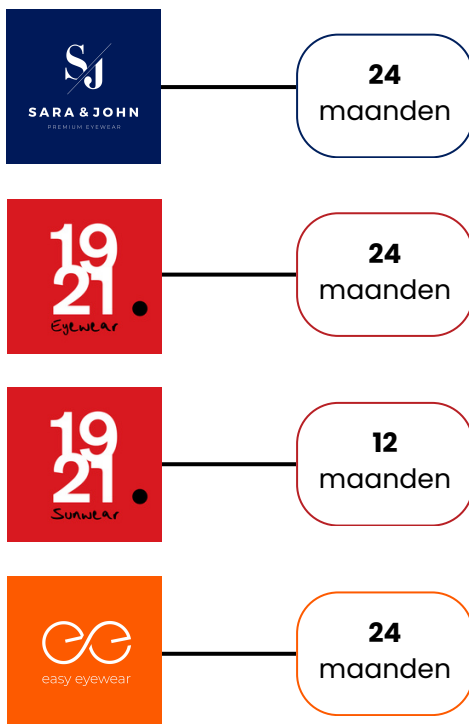 SJ
SARA & JOHN
PREMIUM EYEWEAR
24
maanden
19
21.
Eyewear
24
maanden
19
21.
Sunwear
12
maanden
ee
easy eyewear
24
maanden